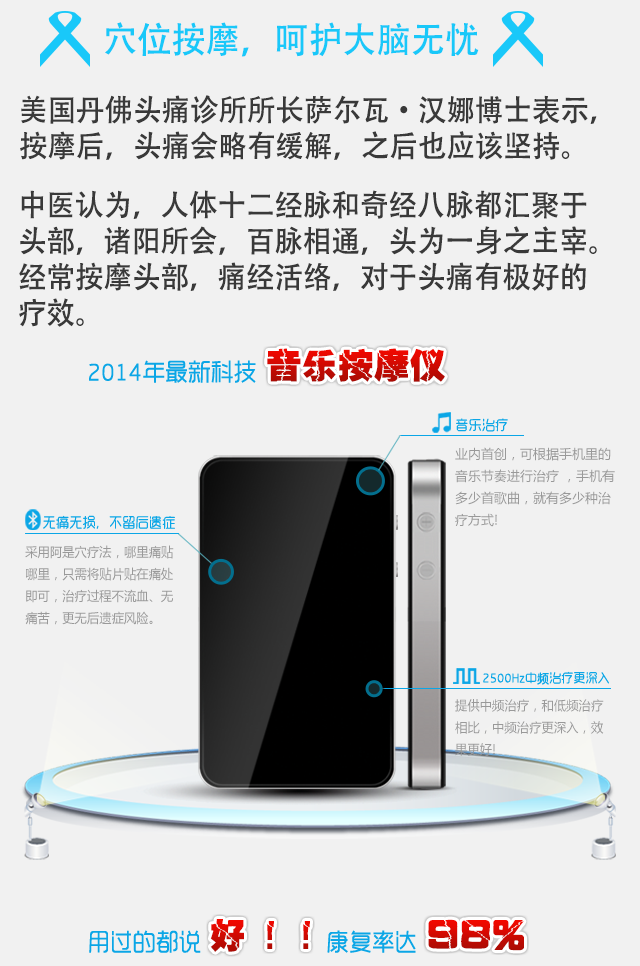 穴位按摩，呵护大脑无忧
美国丹佛头痛诊所所长萨尔瓦·汉娜博士表示，
按摩后，头痛会略有缓解，之后也应该坚持。
中医认为，人体十二经脉和奇经八脉都汇聚于
头部，诸阳所会，百脉相通，头为一身之主宰。
经常按摩头部，痛经活络，对于头痛有极好的
疗效。
2014年最新科技 音乐按摩仪
音乐治疗
业内首创，可根据手机里的
音乐节奏进行治疗，手机有
多少首歌曲，就有多少种治
疗方式!
无痛无损，不留后遗症
采用阿是穴疗法，哪里痛贴
哪里，只需将贴片贴在痛处
即可，治疗过程不流血、无
痛苦，更无后遗症风险。
2500Hz中频治疗更深入
提供中频治疗，和低频治疗
相比，中频治疗更深入，效
果更好!
用过的都说 好！！ 康复率达 98%